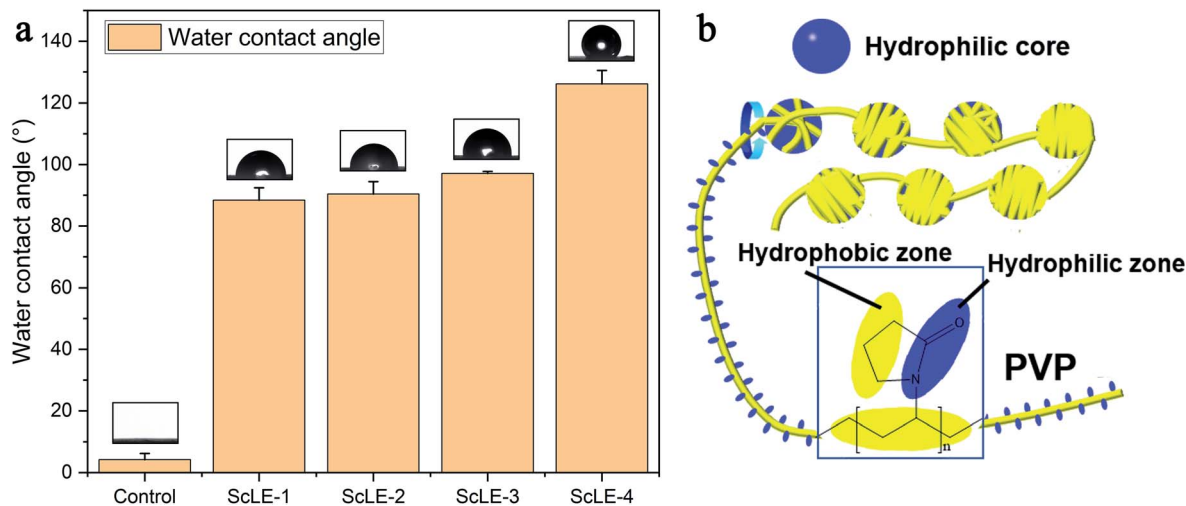 a
Water contact angle
Water contact angle (°)
140
120
100
80
60
40
20
0
Control
ScLE-1
ScLE-2
ScLE-3
ScLE-4
b
Hydrophilic core
Hydrophobic zone
Hydrophilic zone
O
N
n
PVP